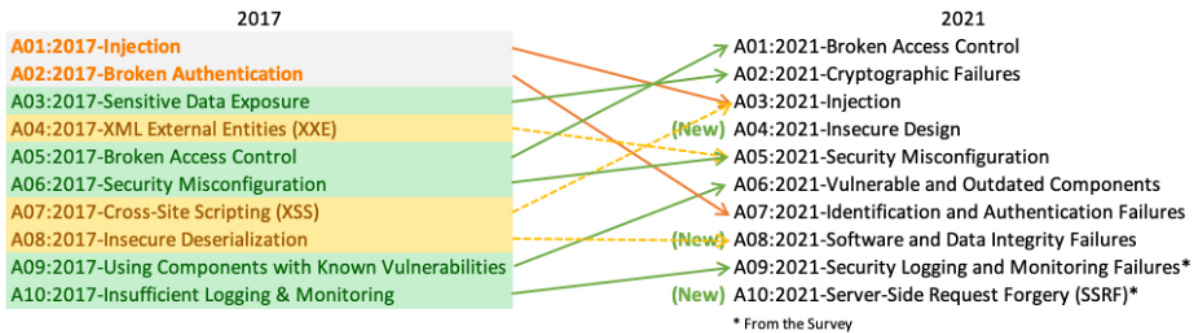 2017
2021
A01:2017-Injection
A02:2017-Broken Authentication
A03:2017-Sensitive Data Exposure
A04:2017-XML External Entities (XXE)
A05:2017-Broken Access Control
A06:2017-Security Misconfiguration
A07:2017-Cross-Site Scripting (XSS)
A08:2017-Insecure Deserialization
A09:2017-Using Components with Known Vulnerabilities
A10:2017-Insufficient Logging & Monitoring
A01:2021-Broken Access Control
A02:2021-Cryptographic Failures
A03:2021-Injection
(New) A04:2021-Insecure Design
A05:2021-Security Misconfiguration
A06:2021-Vulnerable and Outdated Components
A07:2021-Identification and Authentication Failures
(New) A08:2021-Software and Data Integrity Failures
A09:2021-Security Logging and Monitoring Failures*
(New) A10:2021-Server-Side Request Forgery (SSRF)*
* From the Survey